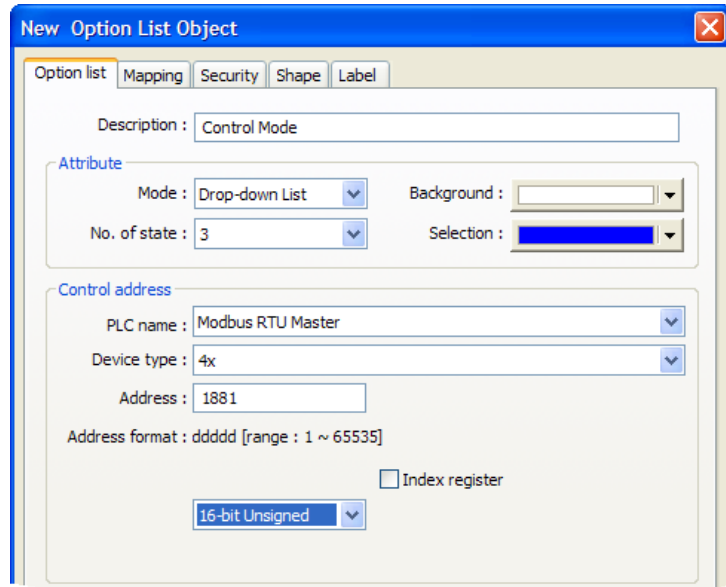 New Option List Object
Option list Mapping Security Shape Label
Description : Control Mode
Attribute
Mode : Drop-down List Background :
No. of state : 3 Selection :
Control address
PLC name : Modbus RTU Master
Device type : 4x
Address : 1881
Address format : ddddd [range : 1 ~ 65535]
Index register
16-bit Unsigned